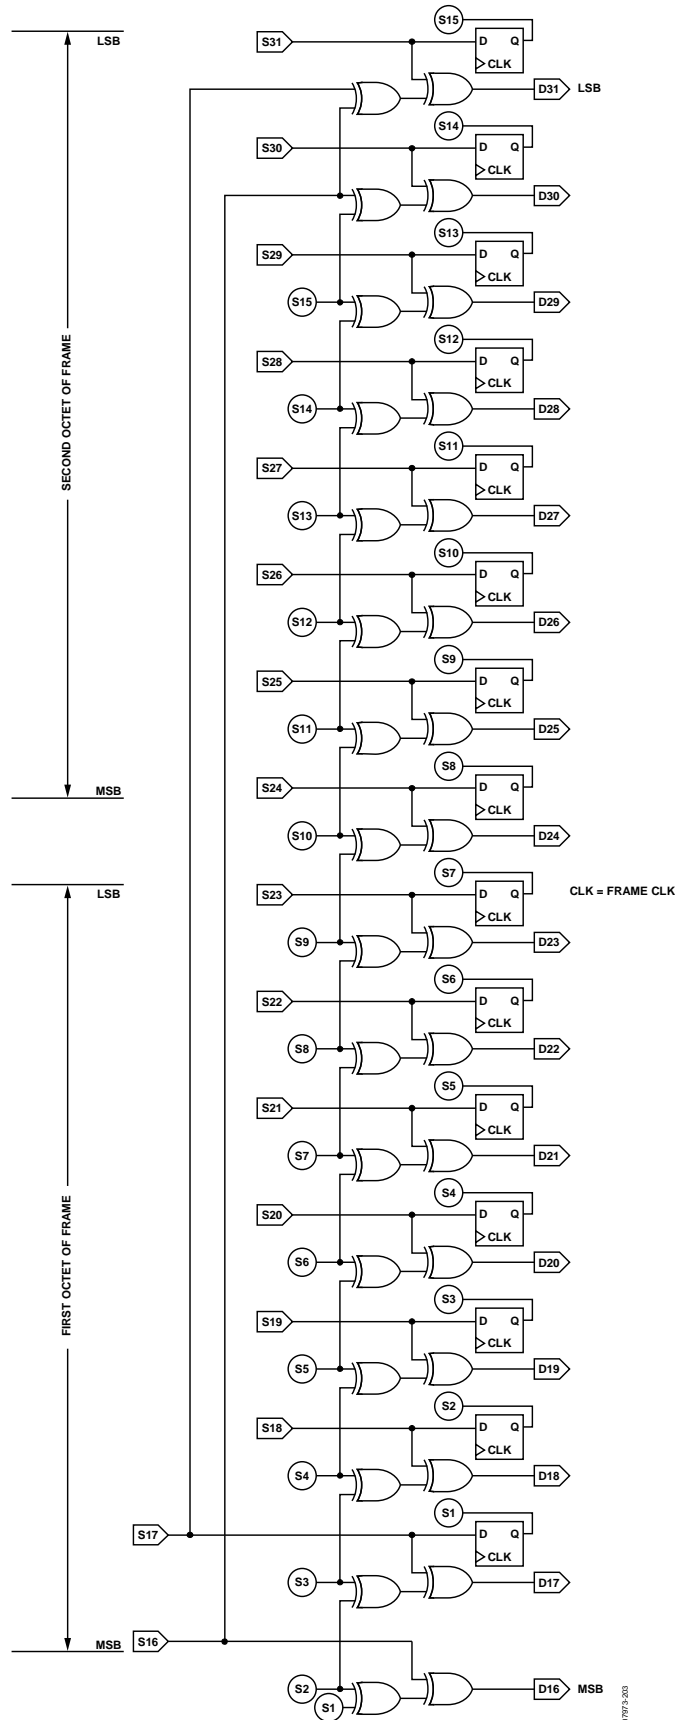 S15
LSB
S31
D Q
CLK
D31 LSB
S14
S30
D Q
CLK
D30
S13
S29
D Q
CLK
S15
D29
S12
S28
D Q
CLK
S14
D28
S11
S27
D Q
CLK
S13
D27
S10
S26
D Q
CLK
S12
D26
S9
S25
D Q
CLK
S11
D25
S8
S24
D Q
CLK
S10
D24
MSB
SECOND OCTET OF FRAME
S7
LSB
S23
D Q
CLK
CLK = FRAME CLK
S9
D23
S6
S22
D Q
CLK
S8
D22
S5
S21
D Q
CLK
S7
D21
S4
S20
D Q
CLK
S6
D20
S3
S19
D Q
CLK
S5
D19
S2
S18
D Q
CLK
S4
D18
S1
S17
D Q
CLK
S3
D17
FIRST OCTET OF FRAME
MSB
S16
S2
S1
D16 MSB